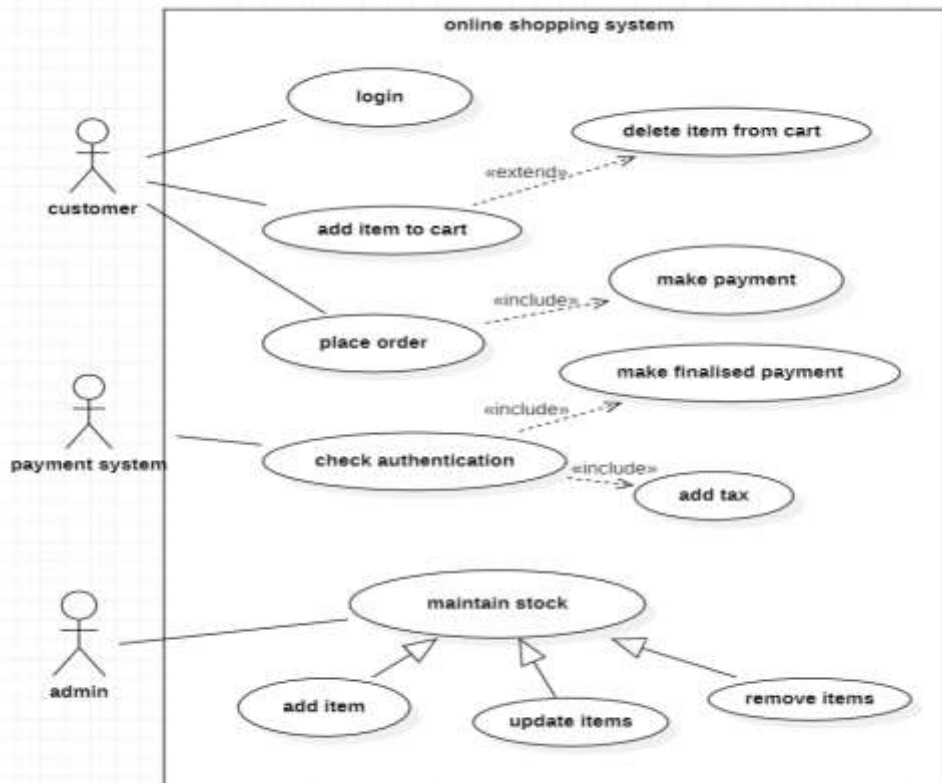 online shopping system
login
delete item from cart
«extend»
customer
add item to cart
make payment
«include»
place order
make finalised payment
«include»
payment system
check authentication
«include»
add tax
maintain stock
admin
add item
update items
remove items